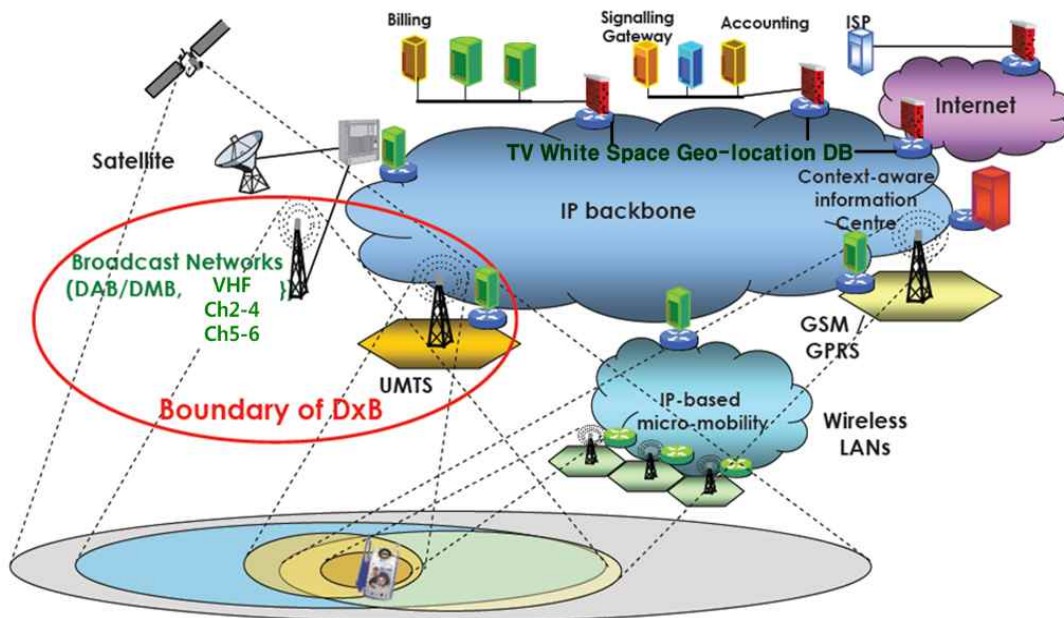 Billing
Signalling
Gateway
Accounting
ISP
Internet
Satellite
TV White Space Geo-location DB
Context-aware
information
Centre
IP backbone
Broadcast Networks
(DAB/DMB, VHF })
Ch2-4
Ch5-6
GSM /
GPRS
UMTS
Boundary of DxB
IP-based
micro-mobility
Wireless
LANs